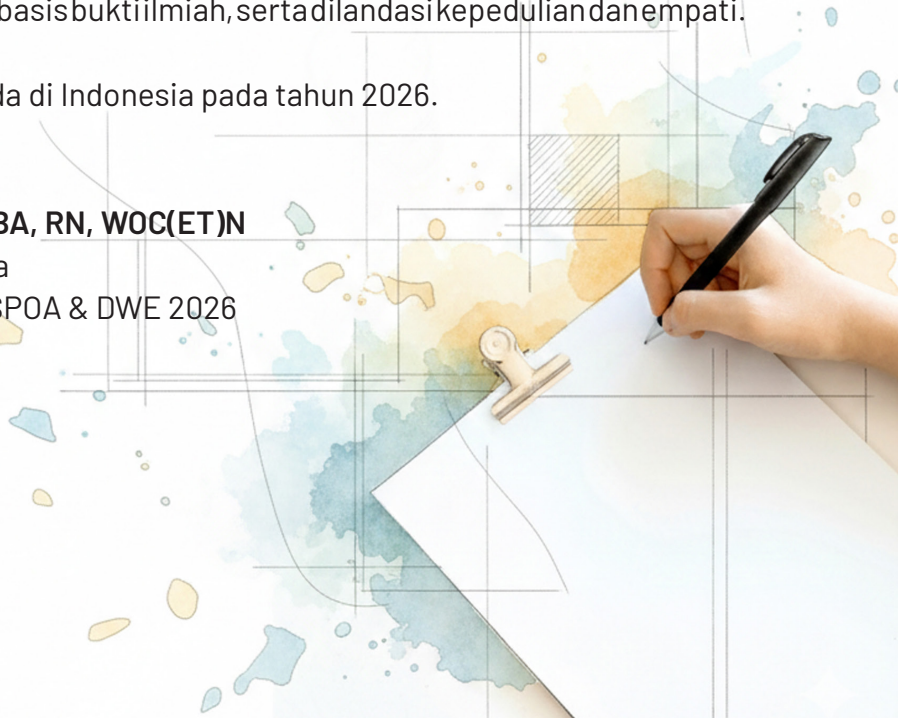 basis bukti ilmiah, serta dilandasi kepedulian dan empati.
da di Indonesia pada tahun 2026.
BA, RN, WOC(ET)N
a
SPOA & DWE 2026